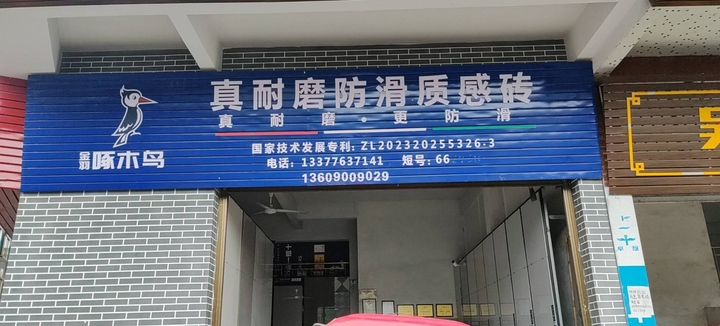 真耐磨防滑质感砖
真耐磨·更防滑
金羽
啄木鸟
国家技术发展专利:ZL202320255326.3
电话:13377637141 短号:66
13609009029